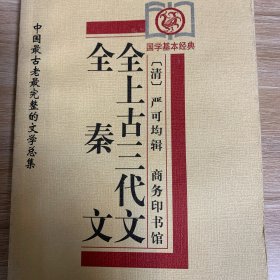 国学基本经典
〔清〕 严可均辑 商务印书馆
全上古三代文
全秦文
中国最古老最完整的文学总集